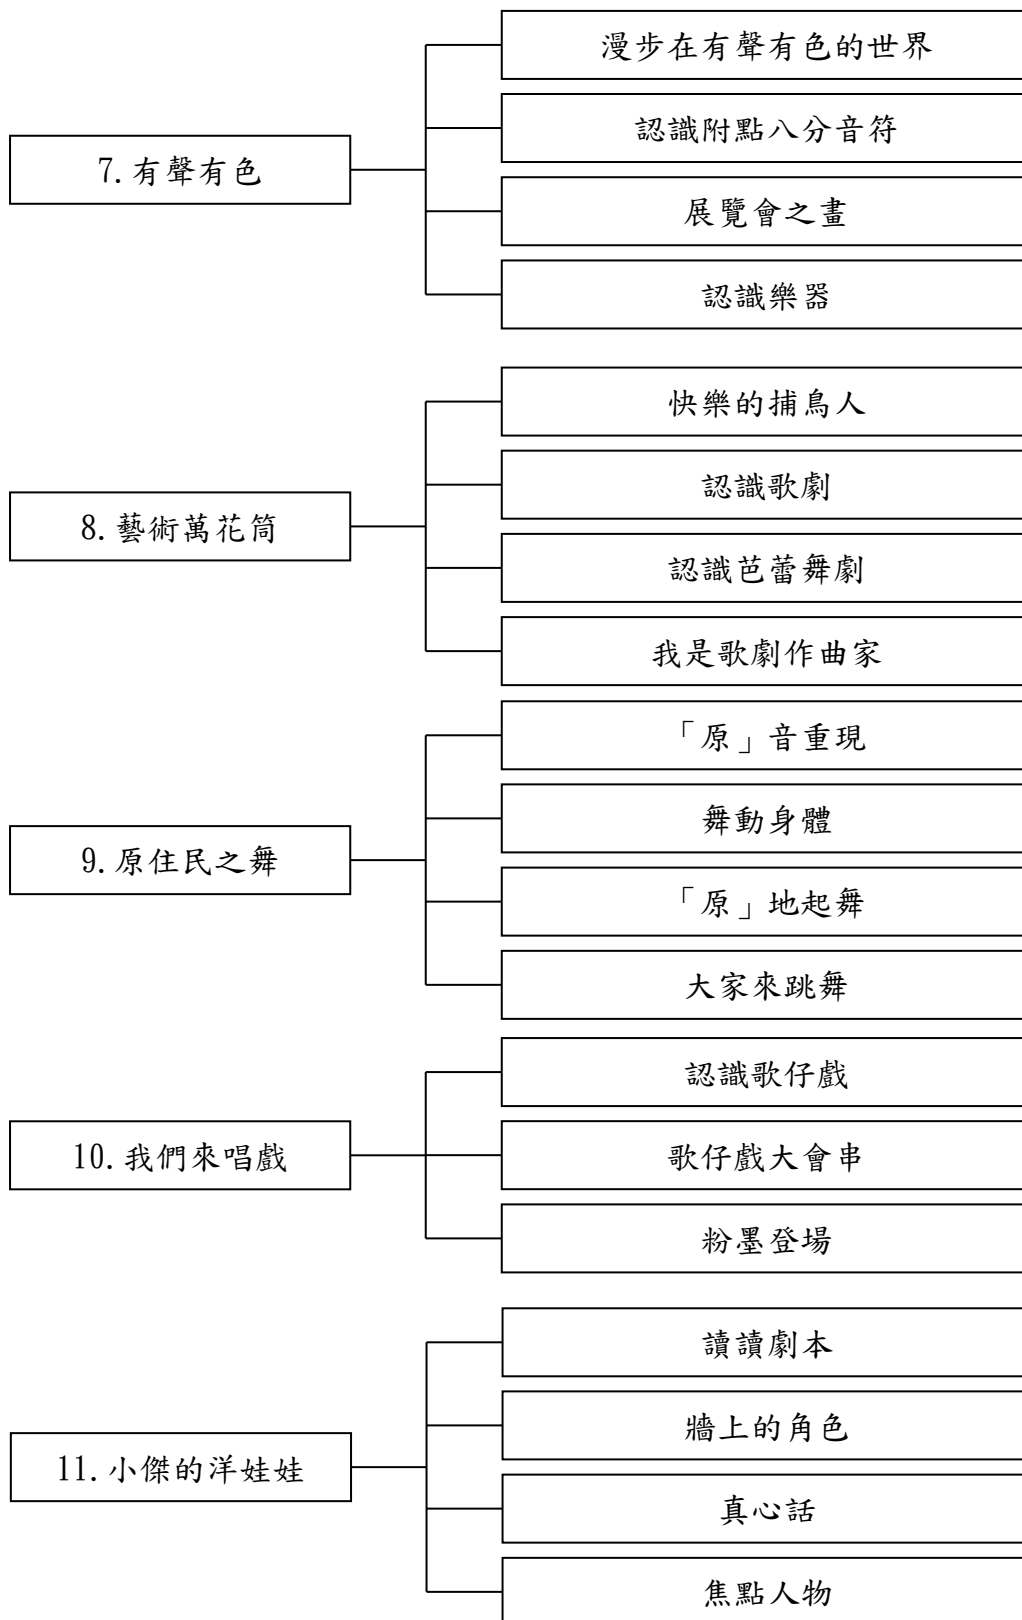 7.有聲有色
漫步在有聲有色的世界
認識附點八分音符
展覽會之畫
認識樂器
8.藝術萬花筒
快樂的捕鳥人
認識歌劇
認識芭蕾舞劇
我是歌劇作曲家
9.原住民之舞
「原」音重現
舞動身體
「原」地起舞
大家來跳舞
10.我們來唱戲
認識歌仔戲
歌仔戲大會串
粉墨登場
11.小傑的洋娃娃
讀讀劇本
牆上的角色
真心話
焦點人物